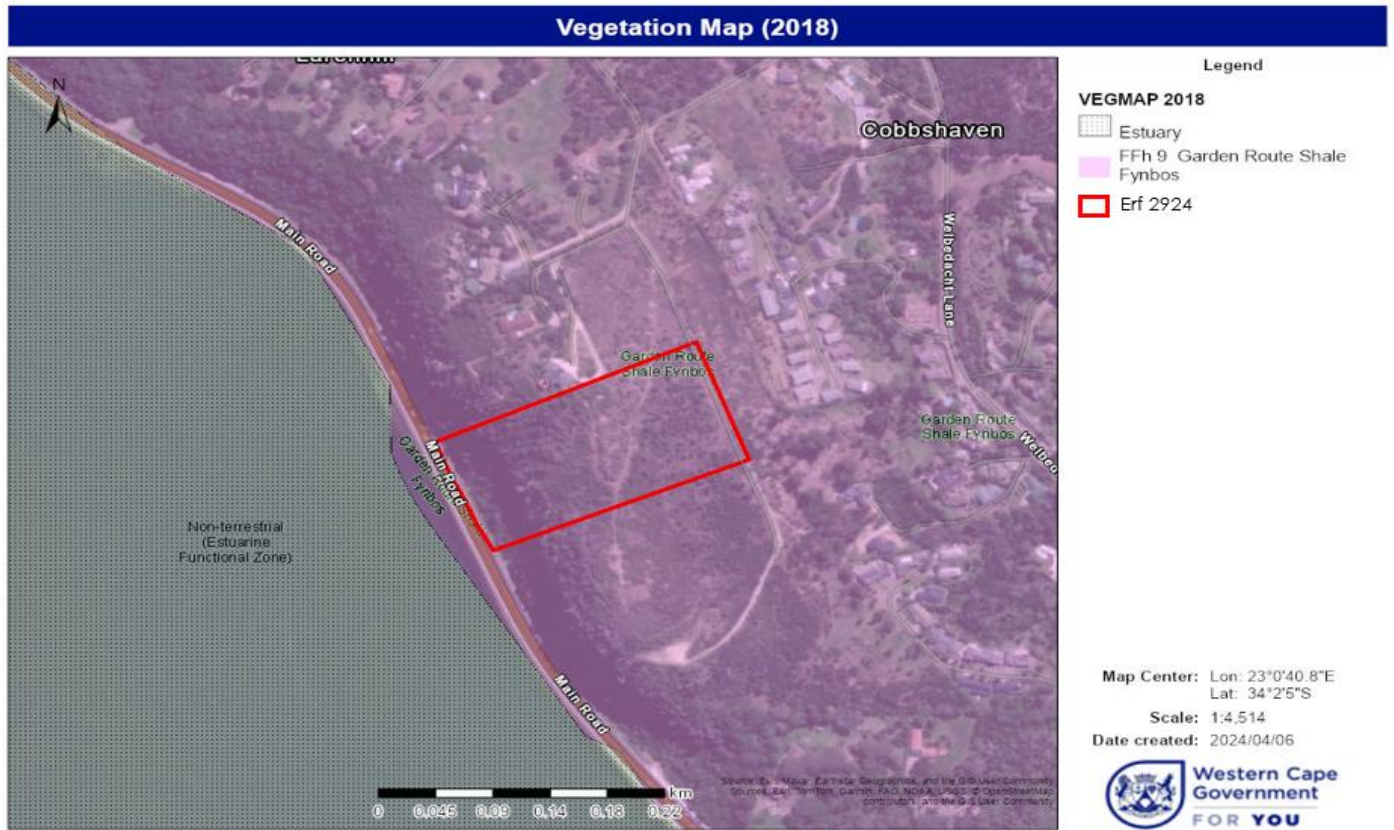 Vegetation Map (2018)
N
Cobbshaven
Main Road
Welbedacht Lane
Garden Route
Shale Fynbos
Garden Route
Shale Fynbos
Main Road
Garden Route
Fynbos
Non-terrestrial
(Estuarine
Functional Zone)
Main Road
0 0,045 0,09 0,14 0,18 0,22 km
Legend
VEGMAP 2018
Estuary
FFh 9 Garden Route Shale
Fynbos
Erf 2924
Map Center: Lon: 23°0'40.8"E
Lat: 34°2'5"S
Scale: 1:4,514
Date created: 2024/04/06
Western Cape
Government
FOR YOU